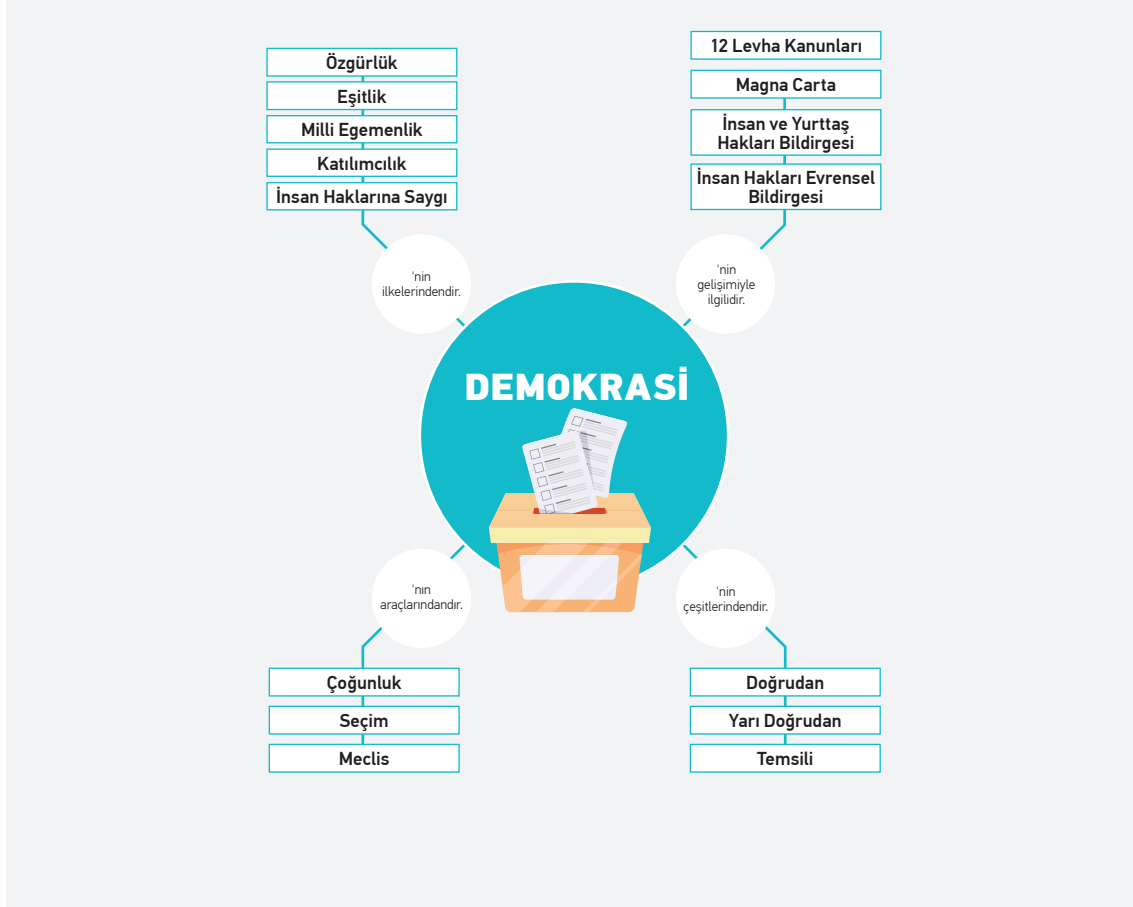 Özgürlük
Eşitlik
Milli Egemenlik
Katılımcılık
İnsan Haklarına Saygı
'nin
ilkelerindendir.
12 Levha Kanunları
Magna Carta
İnsan ve Yurttaş
Hakları Bildirgesi
İnsan Hakları Evrensel
Bildirgesi
'nin
gelişimiyle
ilgilidir.
DEMOKRASİ
'nın
araçlarındandır.
Çoğunluk
Seçim
Meclis
'nin
çeşitlerindendir.
Doğrudan
Yarı Doğrudan
Temsili